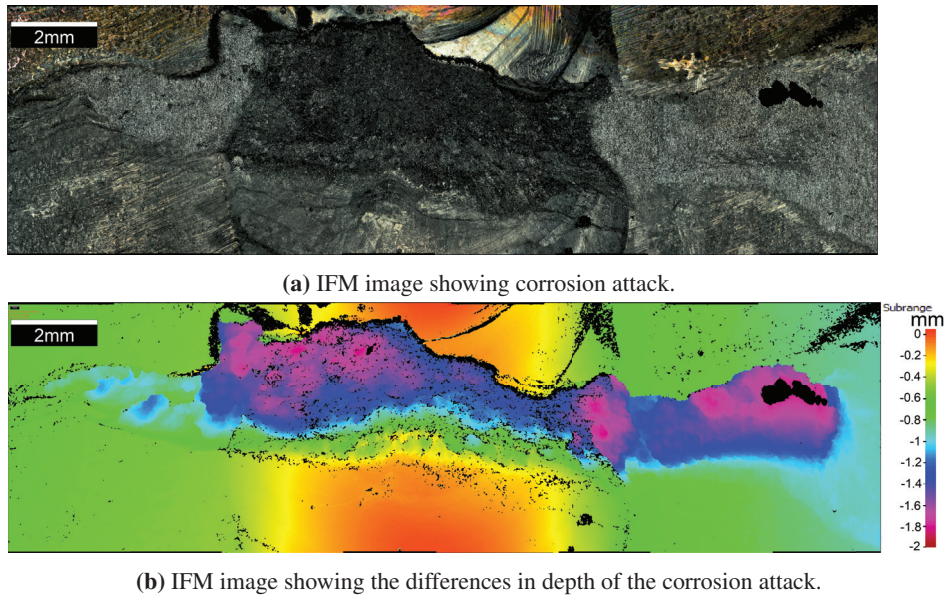 2mm
(a) IFM image showing corrosion attack.
2mm
Subrange
mm
0
-0.2
-0.4
-0.6
-0.8
-1
-1.2
-1.4
-1.6
-1.8
-2
(b) IFM image showing the differences in depth of the corrosion attack.